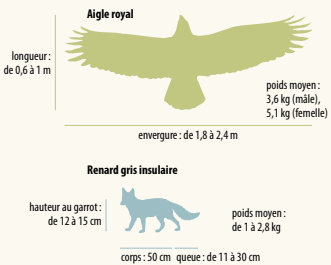 Aigle royal
longueur :
de 0,6 à 1 m
poids moyen :
3,6 kg (mâle),
5,1 kg (femelle)
envergure : de 1,8 à 2,4 m
Renard gris insulaire
hauteur au garrot :
de 12 à 15 cm
poids moyen :
de 1 à 2,8 kg
corps : 50 cm queue : de 11 à 30 cm